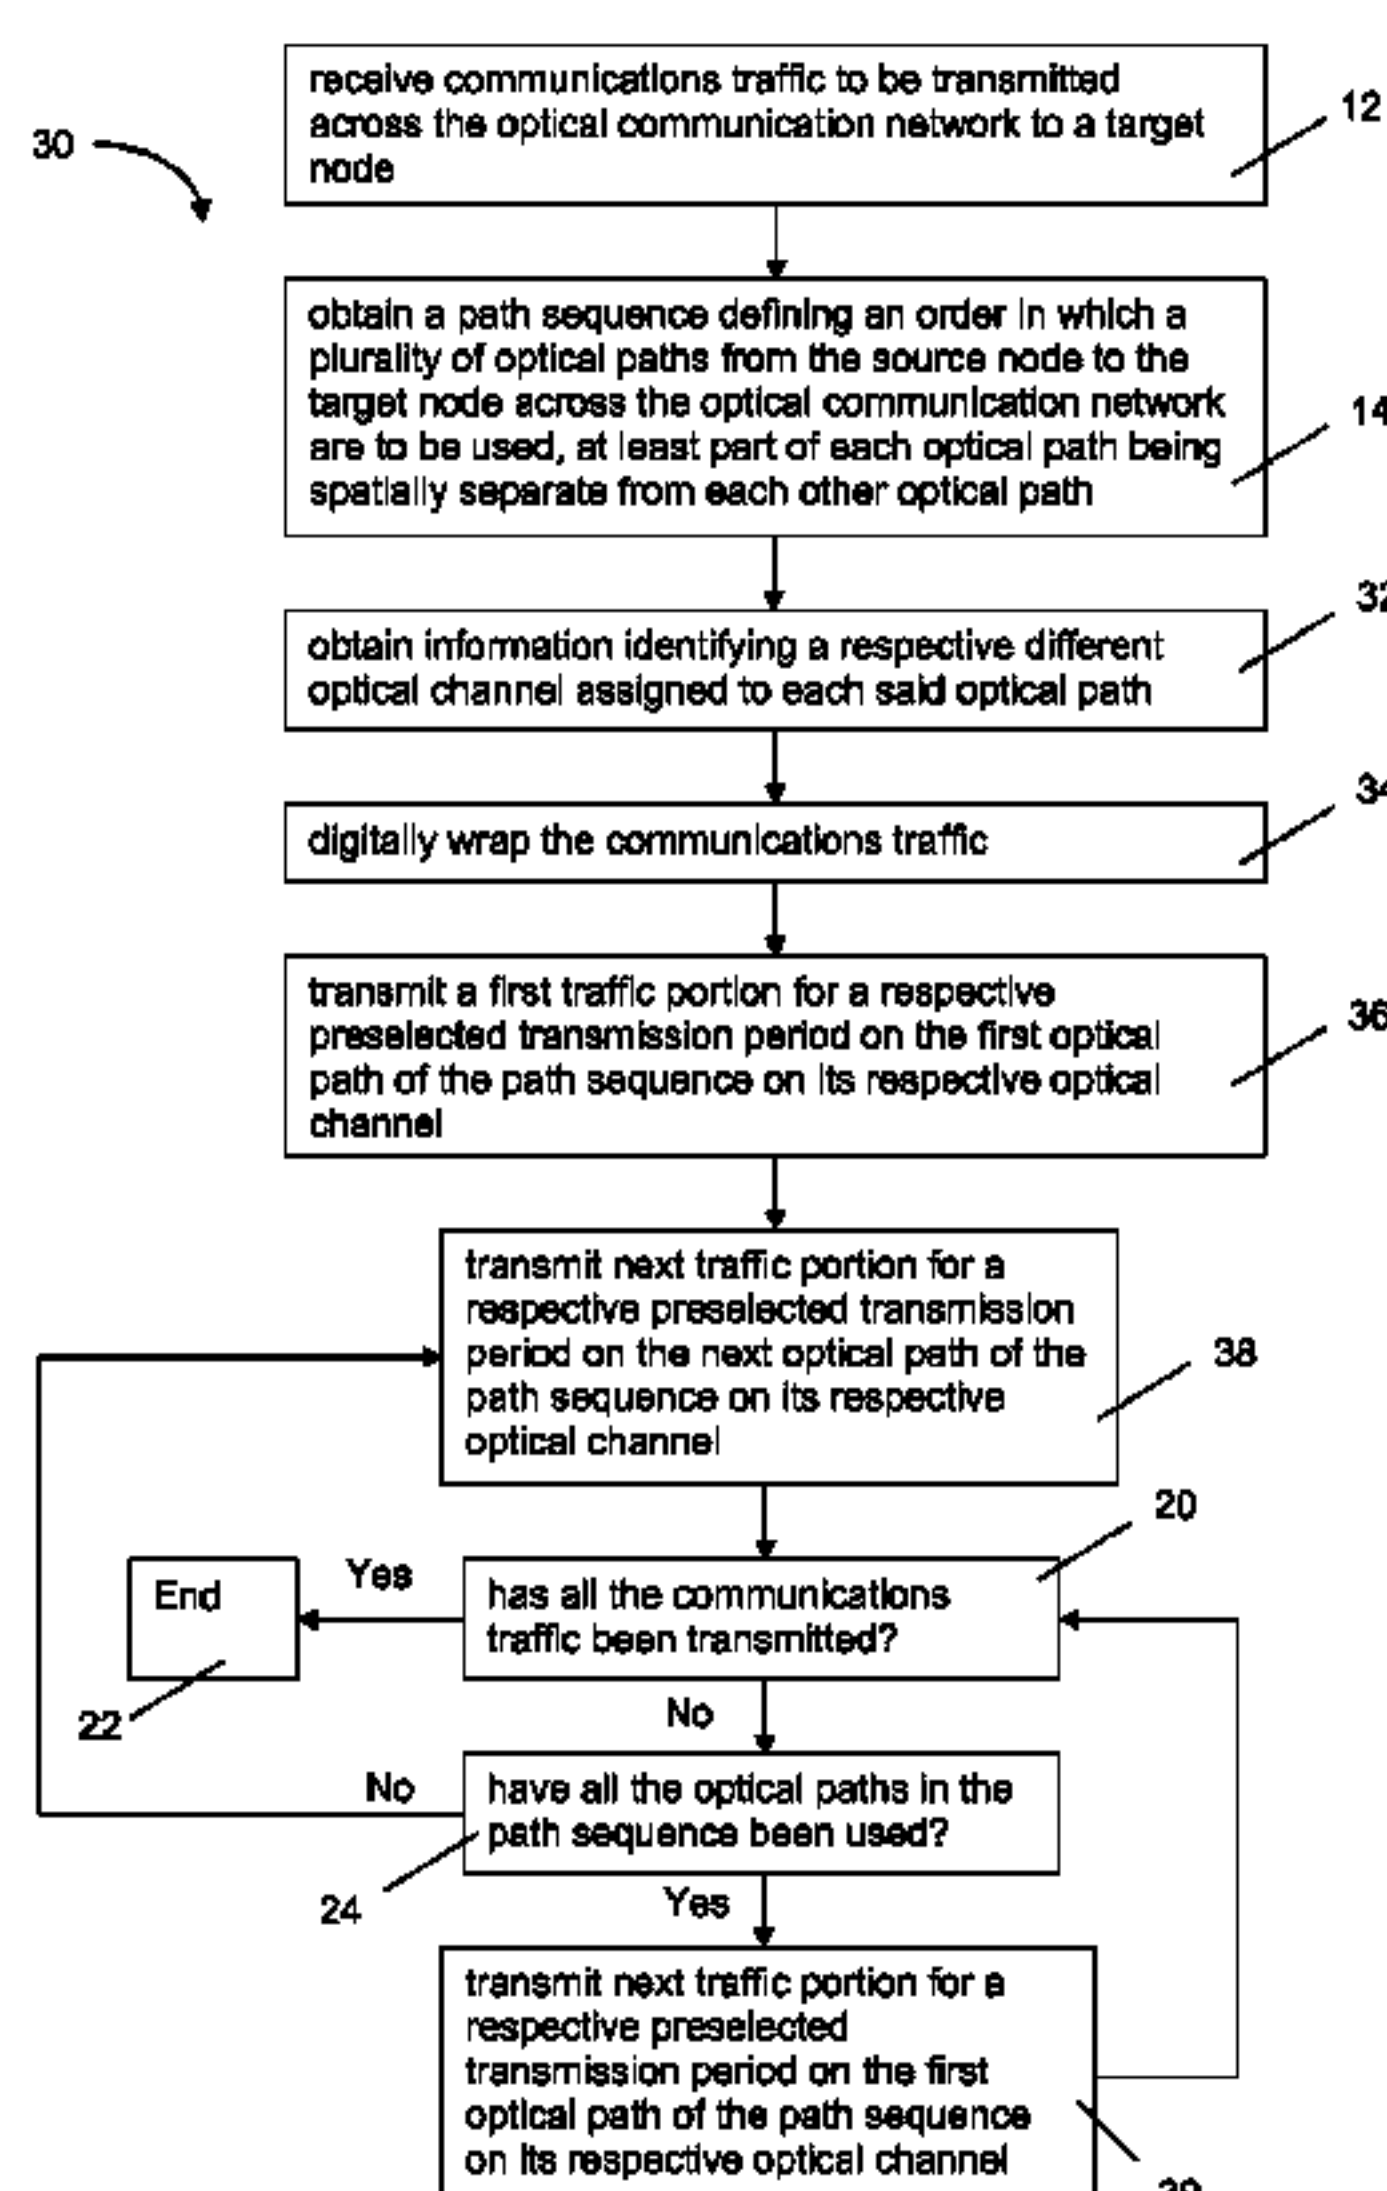 receive communications traffic to be transmitted
across the optical communication network to a target
node
12
30
obtain a path sequence defining an order in which a
plurality of optical paths from the source node to the
target node across the optical communication network
are to be used, at least part of each optical path being
spatially separate from each other optical path
14
32
obtain information identifying a respective different
optical channel assigned to each said optical path
34
digitally wrap the communications traffic
transmit a first traffic portion for a respective
preselected transmission period on the first optical
path of the path sequence on its respective optical
channel
36
transmit next traffic portion for a
respective preselected transmission
period on the next optical path of the
path sequence on its respective
optical channel
38
20
End
Yes
has all the communications
traffic been transmitted?
22
No
No
have all the optical paths in the
path sequence been used?
24
Yes
transmit next traffic portion for a
respective preselected
transmission period on the first
optical path of the path sequence
on its respective optical channel